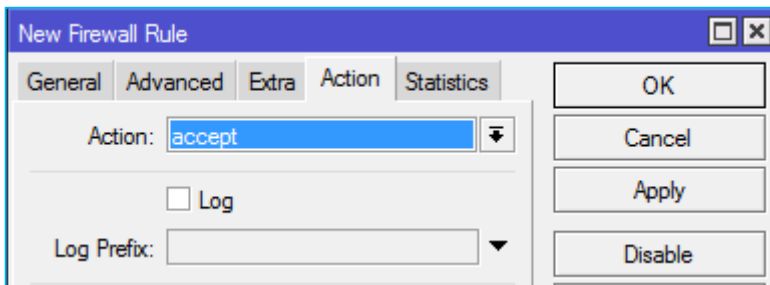 New Firewall Rule
General Advanced Extra Action Statistics
OK
Action: accept
Cancel
Log
Apply
Log Prefix:
Disable